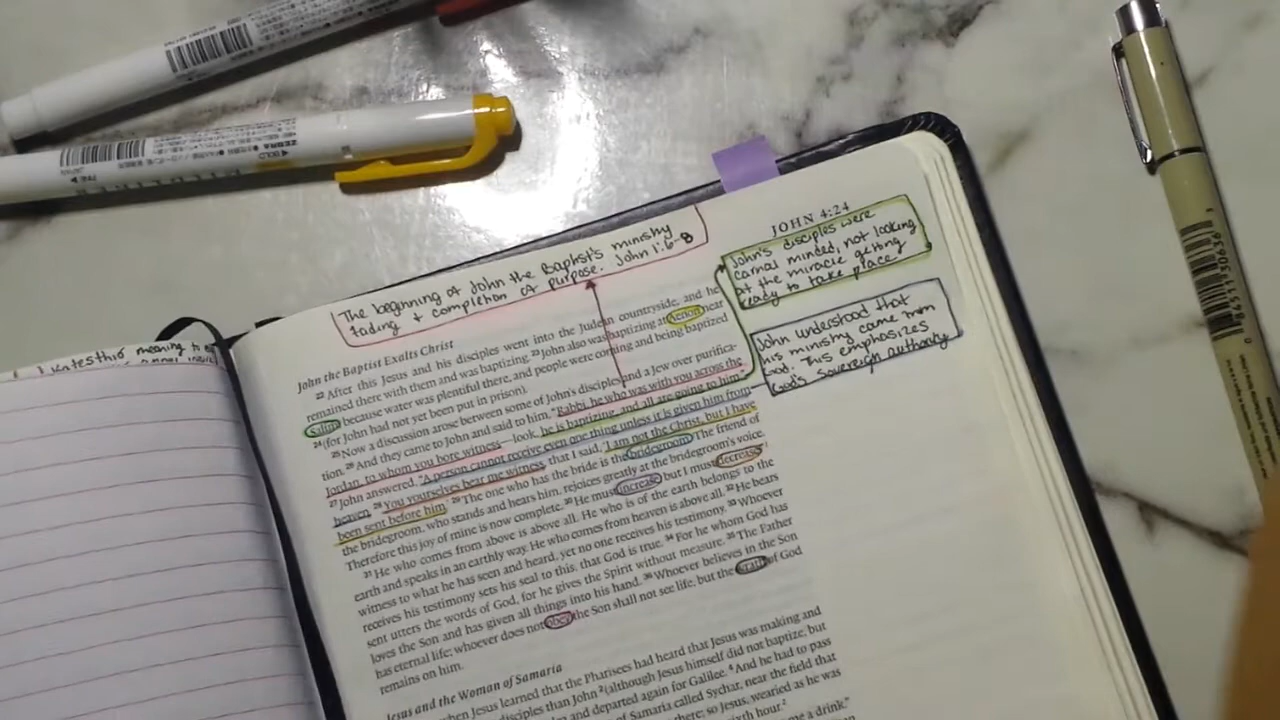 ZEBRA
4851139630
Katesthio meaning to
JOHN 4:24
The beginning of John the Baptist's ministry
fading + completion of purpose. John 1:6-8
John's disciples were
carnal minded, not looking
at the miracle getting
ready to take place
John understood that
his ministry came from
God. This emphasizes
God's sovereign authority
John the Baptist Exalts Christ
22 After this Jesus and his disciples went into the Judean countryside, and he
remained there with them and was baptizing. 23 John also was baptizing at Aenon near
Salim because water was plentiful there, and people were coming and being baptized
24 (for John had not yet been put in prison).
25 Now a discussion arose between some of John's disciples and a Jew over purifica-
tion. 26 And they came to John and said to him, "Rabbi, he who was with you across the
Jordan, to whom you bore witness—look, he is baptizing, and all are going to him."
27 John answered, "A person cannot receive even one thing unless it is given him from
heaven. 28 You yourselves bear me witness, that I said, 'I am not the Christ, but I have
been sent before him.' 29 The one who has the bride is the bridegroom. The friend of
the bridegroom, who stands and hears him, rejoices greatly at the bridegroom's voice.
Therefore this joy of mine is now complete. 30 He must increase, but I must decrease."
31 He who comes from above is above all. He who is of the earth belongs to the
earth and speaks in an earthly way. He who comes from heaven is above all. 32 He bears
witness to what he has seen and heard, yet no one receives his testimony. 33 Whoever
receives his testimony sets his seal to this, that God is true. 34 For he whom God has
sent utters the words of God, for he gives the Spirit without measure. 35 The Father
loves the Son and has given all things into his hand. 36 Whoever believes in the Son
has eternal life; whoever does not obey the Son shall not see life, but the wrath of God
remains on him.
Jesus and the Woman of Samaria
when Jesus learned that the Pharisees had heard that Jesus was making and
disciples than John 2 (although Jesus himself did not baptize, but
and departed again for Galilee. 4 And he had to pass
of Samaria called Sychar, near the field that
there; so Jesus, wearied as he was
sixth hour.
me a drink."